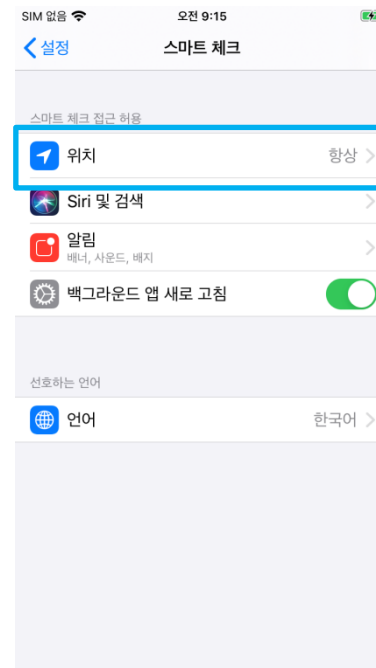 SIM 없음 오전 9:15
설정 스마트 체크
스마트 체크 접근 허용
위치 항상
Siri 및 검색
알림
배너, 사운드, 배지
백그라운드 앱 새로 고침
선호하는 언어
언어 한국어